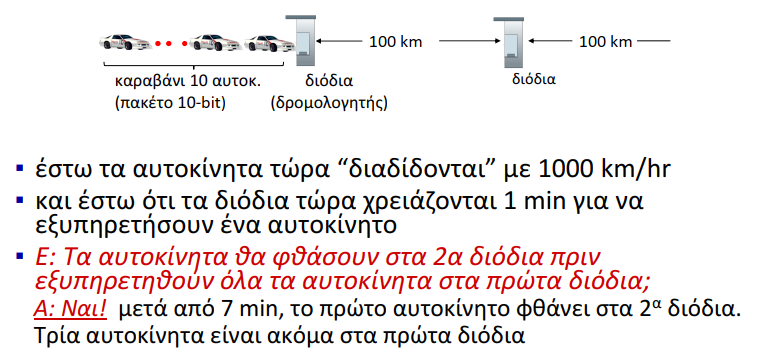 100 km
100 km
καραβάνι 10 αυτοκ.
(πακέτο 10-bit)
διόδια
(δρομολογητής)
διόδια
▪ έστω τα αυτοκίνητα τώρα “διαδίδονται” με 1000 km/hr
▪ και έστω ότι τα διόδια τώρα χρειάζονται 1 min για να
εξυπηρετήσουν ένα αυτοκίνητο
▪ Ε: Τα αυτοκίνητα θα φθάσουν στα 2α διόδια πριν
εξυπηρετηθούν όλα τα αυτοκίνητα στα πρώτα διόδια;
Α: Ναι! μετά από 7 min, το πρώτο αυτοκίνητο φθάνει στα 2α διόδια.
Τρία αυτοκίνητα είναι ακόμα στα πρώτα διόδια